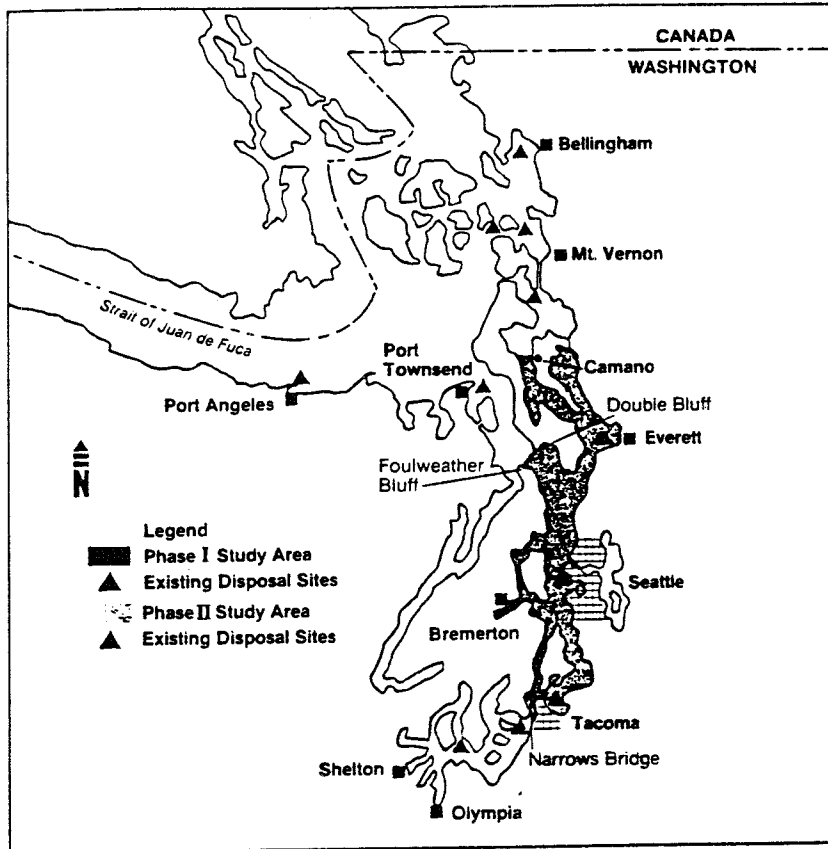 CANADA
WASHINGTON
Bellingham
Mt. Vernon
Strait of Juan de Fuca
Port
Townsend
Camano
Port Angeles
Double Bluff
Everett
Foulweather
Bluff
N
Legend
Phase I Study Area
Existing Disposal Sites
Phase II Study Area
Existing Disposal Sites
Seattle
Bremerton
Tacoma
Narrows Bridge
Shelton
Olympia